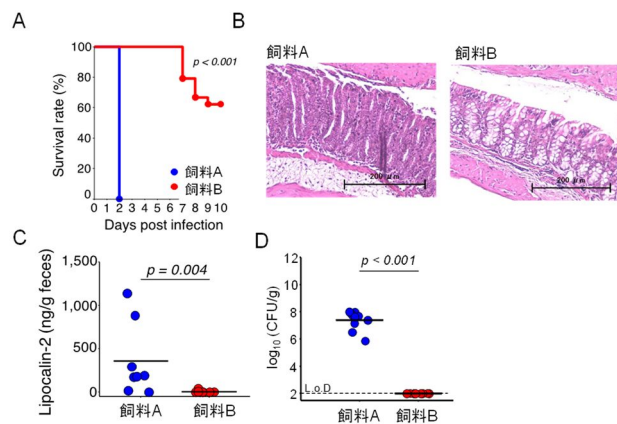 A
Survival rate (%)
100
80
60
40
20
0
p < 0.001
飼料A
飼料B
0 1 2 3 4 5 6 7 8 9 10
Days post infection
B
飼料A
飼料B
200 μm
200 μm
C
Lipocalin-2 (ng/g feces)
1,500
1,000
500
0
p = 0.004
飼料A 飼料B
D
log10 (CFU/g)
12
10
8
6
4
2
p < 0.001
L o D
飼料A 飼料B